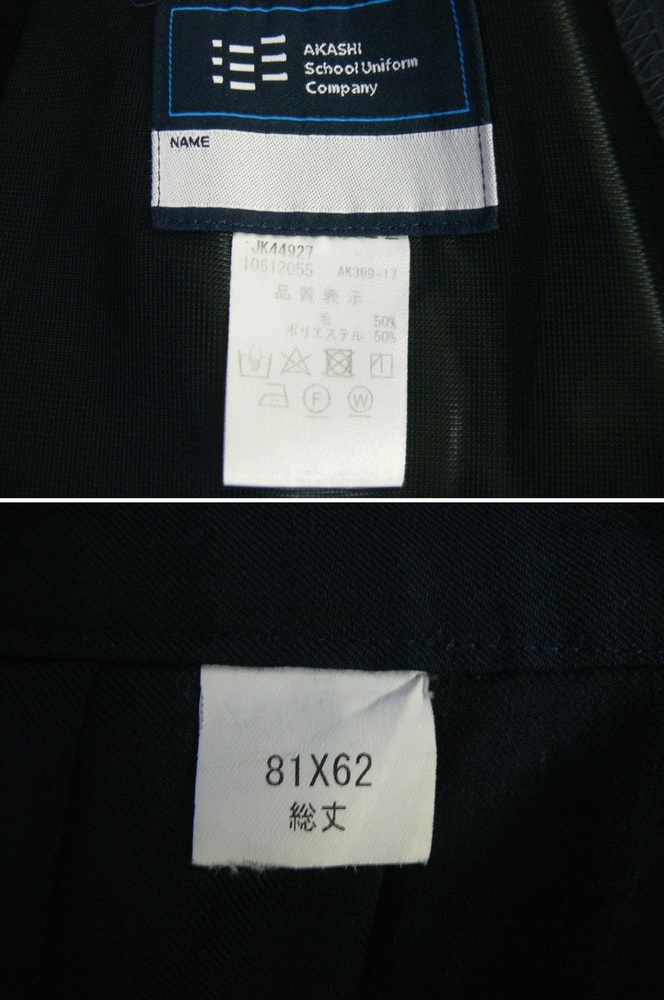 AKASHI
School Uniform
Company
NAME
JK44927
10612055 AK399-17
品質表示
毛 50%
ポリエステル 50%
F W
81X62
総丈